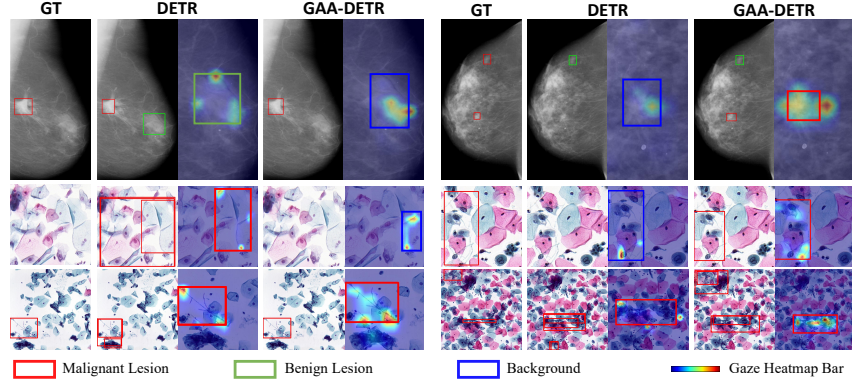 GT DETR GAA-DETR GT DETR GAA-DETR
Malignant Lesion Benign Lesion Background Gaze Heatmap Bar